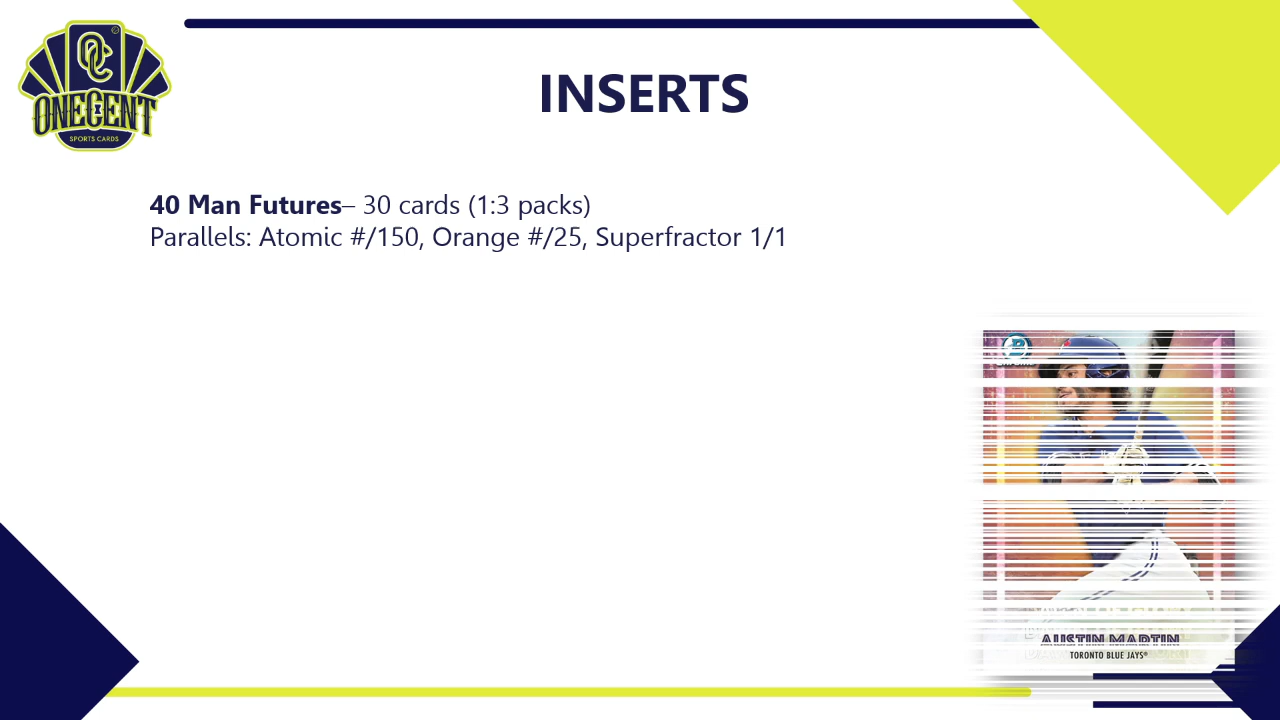 OC
ONECENT
SPORTS CARDS
INSERTS
40 Man Futures– 30 cards (1:3 packs)
Parallels: Atomic #/150, Orange #/25, Superfractor 1/1
AUSTIN MARTIN
TORONTO BLUE JAYS®